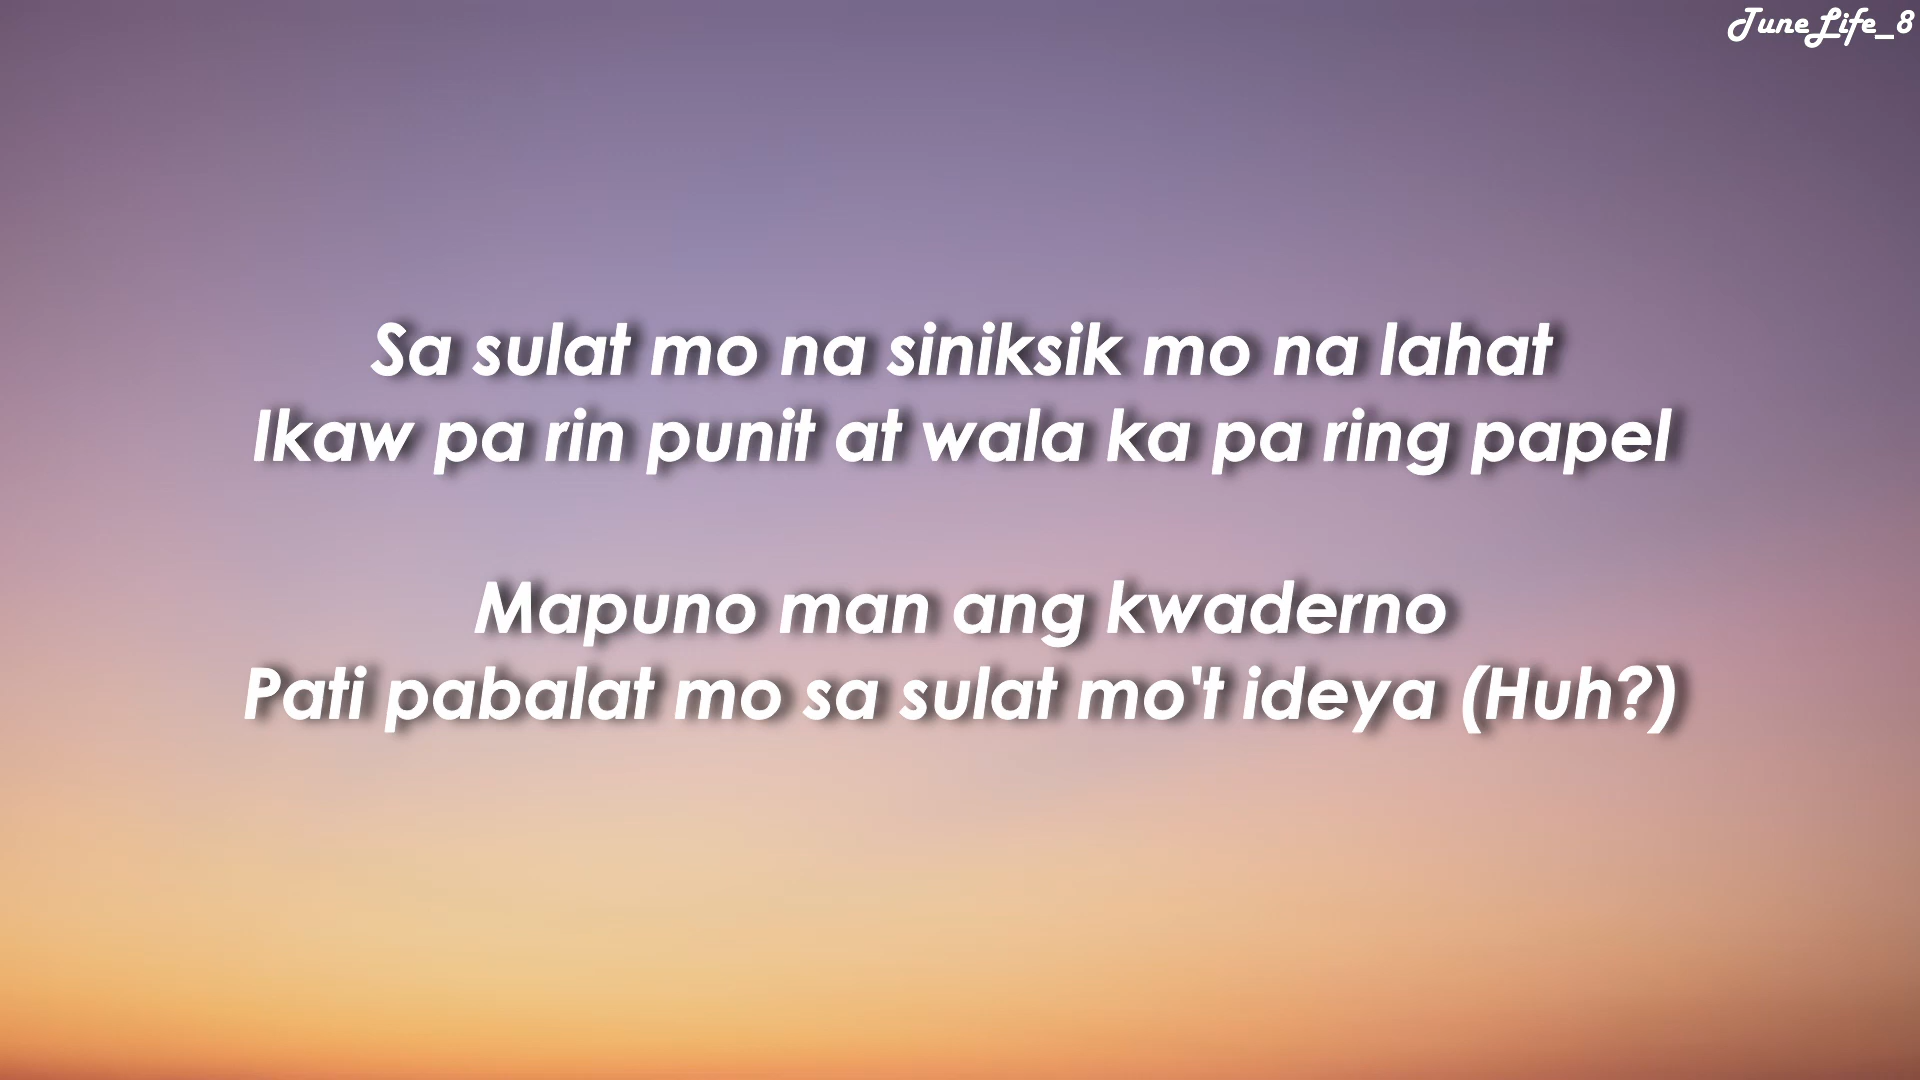 TuneLife_8
Sa sulat mo na siniksik mo na lahat
Ikaw pa rin punit at wala ka pa ring papel
Mapuno man ang kwaderno
Pati pabalat mo sa sulat mo't ideya (Huh?)